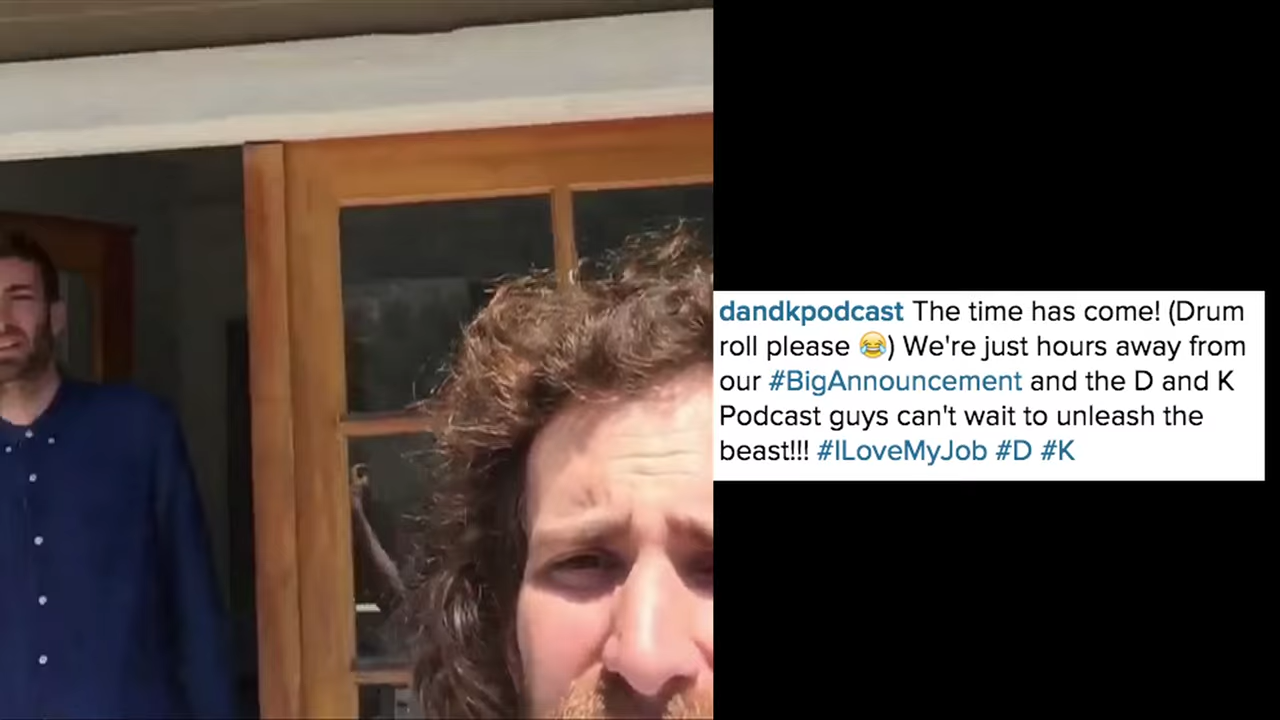 dandkpodcast The time has come! (Drum
roll please 😂) We're just hours away from
our #BigAnnouncement and the D and K
Podcast guys can't wait to unleash the
beast!!! #ILoveMyJob #D #K